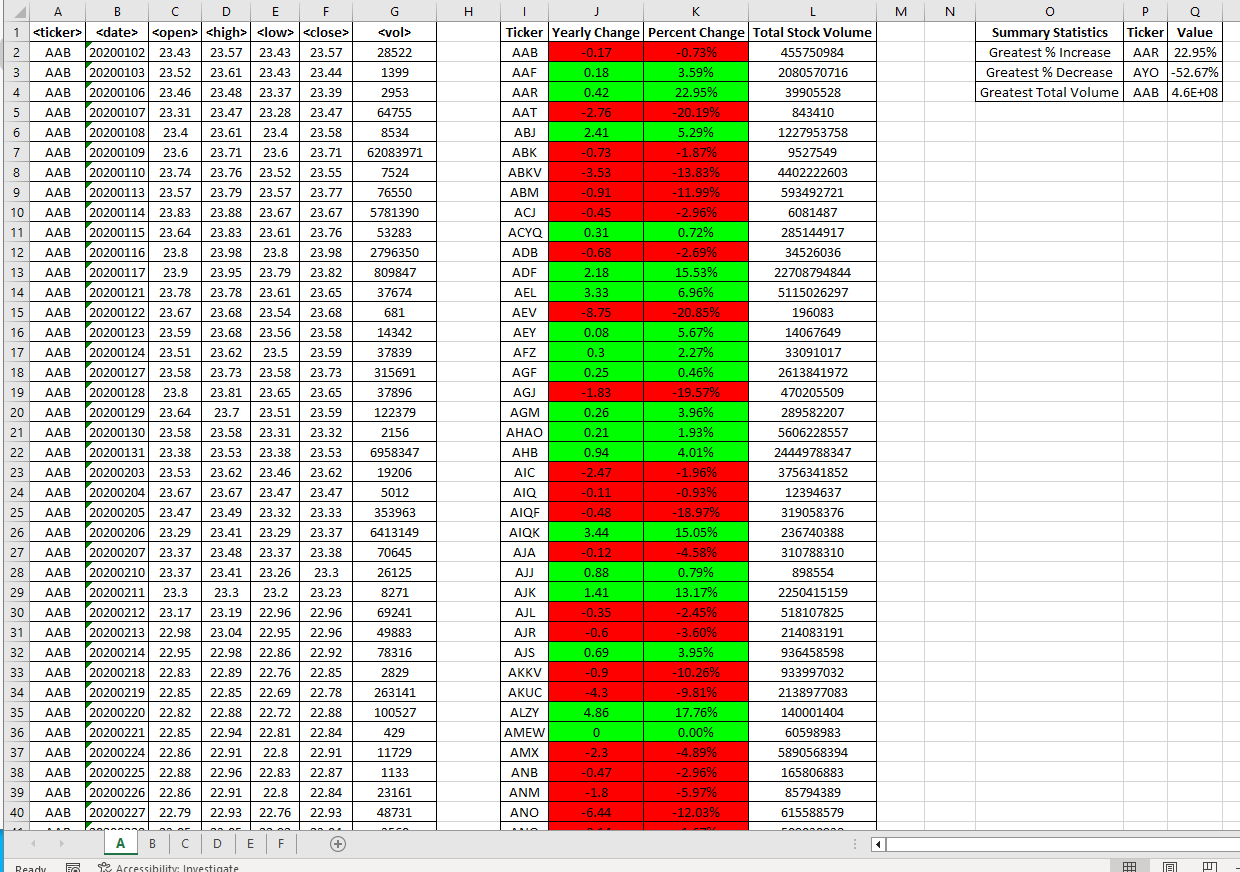 A B C D E F G H I J K L M N O P Q
1 <ticker> <date> <open> <high> <low> <close> <vol> Ticker Yearly Change Percent Change Total Stock Volume Summary Statistics Ticker Value
2 AAB 20200102 23.43 23.57 23.43 23.57 28522 AAB -0.17 -0.73% 455750984 Greatest % Increase AAR 22.95%
3 AAB 20200103 23.52 23.61 23.43 23.44 1399 AAF 0.18 3.59% 2080570716 Greatest % Decrease AYO -52.67%
4 AAB 20200106 23.46 23.48 23.37 23.39 2953 AAR 0.42 22.95% 39905528 Greatest Total Volume AAB 4.6E+08
5 AAB 20200107 23.31 23.47 23.28 23.47 64755 AAT -2.76 -20.19% 843410
6 AAB 20200108 23.4 23.61 23.4 23.58 8534 ABJ 2.41 5.29% 1227953758
7 AAB 20200109 23.6 23.71 23.6 23.71 62083971 ABK -0.73 -1.87% 9527549
8 AAB 20200110 23.74 23.76 23.52 23.55 7524 ABKV -3.53 -13.83% 4402222603
9 AAB 20200113 23.57 23.79 23.57 23.77 76550 ABM -0.91 -11.99% 593492721
10 AAB 20200114 23.83 23.88 23.67 23.67 5781390 ACJ -0.45 -2.96% 6081487
11 AAB 20200115 23.64 23.83 23.61 23.76 53283 ACYQ 0.31 0.72% 285144917
12 AAB 20200116 23.8 23.98 23.8 23.98 2796350 ADB -0.68 -2.69% 34526036
13 AAB 20200117 23.9 23.95 23.79 23.82 809847 ADF 2.18 15.53% 22708794844
14 AAB 20200121 23.78 23.78 23.61 23.65 37674 AEL 3.33 6.96% 5115026297
15 AAB 20200122 23.67 23.68 23.54 23.68 681 AEV -8.75 -20.85% 196083
16 AAB 20200123 23.59 23.68 23.56 23.58 14342 AEY 0.08 5.67% 14067649
17 AAB 20200124 23.51 23.62 23.5 23.59 37839 AFZ 0.3 2.27% 33091017
18 AAB 20200127 23.58 23.73 23.58 23.73 315691 AGF 0.25 0.46% 2613841972
19 AAB 20200128 23.8 23.81 23.65 23.65 37896 AGJ -1.83 -19.57% 470205509
20 AAB 20200129 23.64 23.7 23.51 23.59 122379 AGM 0.26 3.96% 289582207
21 AAB 20200130 23.58 23.58 23.31 23.32 2156 AHAO 0.21 1.93% 5606228557
22 AAB 20200131 23.38 23.53 23.38 23.53 6958347 AHB 0.94 4.01% 24449788347
23 AAB 20200203 23.53 23.62 23.46 23.62 19206 AIC -2.47 -1.96% 3756341852
24 AAB 20200204 23.67 23.67 23.47 23.47 5012 AIQ -0.11 -0.93% 12394637
25 AAB 20200205 23.47 23.49 23.32 23.33 353963 AIQF -0.48 -18.97% 319058376
26 AAB 20200206 23.29 23.41 23.29 23.37 6413149 AIQK 3.44 15.05% 236740388
27 AAB 20200207 23.37 23.48 23.37 23.38 70645 AJA -0.12 -4.58% 310788310
28 AAB 20200210 23.37 23.41 23.26 23.3 26125 AJJ 0.88 0.79% 898554
29 AAB 20200211 23.3 23.3 23.2 23.23 8271 AJK 1.41 13.17% 2250415159
30 AAB 20200212 23.17 23.19 22.96 22.96 69241 AJL -0.35 -2.45% 518107825
31 AAB 20200213 22.98 23.04 22.95 22.96 49883 AJR -0.6 -3.60% 214083191
32 AAB 20200214 22.95 22.98 22.86 22.92 78316 AJS 0.69 3.95% 936458598
33 AAB 20200218 22.83 22.89 22.76 22.85 2829 AKKV -0.9 -10.26% 933997032
34 AAB 20200219 22.85 22.85 22.69 22.78 263141 AKUC -4.3 -9.81% 2138977083
35 AAB 20200220 22.82 22.88 22.72 22.88 100527 ALZY 4.86 17.76% 140001404
36 AAB 20200221 22.85 22.94 22.81 22.84 429 AMEW 0 0.00% 60598983
37 AAB 20200224 22.86 22.91 22.8 22.91 11729 AMX -2.3 -4.89% 5890568394
38 AAB 20200225 22.88 22.96 22.83 22.87 1133 ANB -0.47 -2.96% 165806883
39 AAB 20200226 22.86 22.91 22.8 22.84 23161 ANM -1.8 -5.97% 85794389
40 AAB 20200227 22.79 22.93 22.76 22.93 48731 ANO -6.44 -12.03% 615588579
A B C D E F
Ready Accessibility: Investigate